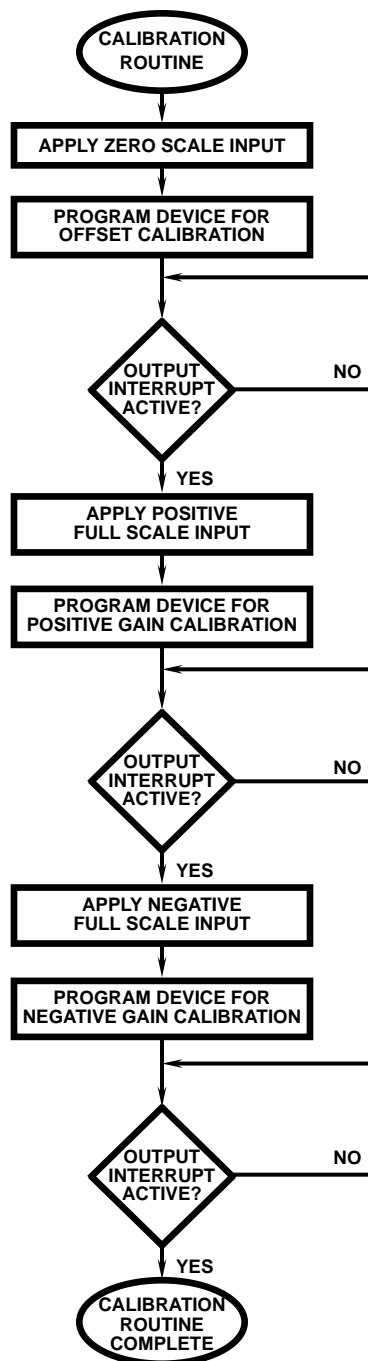 CALIBRATION
ROUTINE
APPLY ZERO SCALE INPUT
PROGRAM DEVICE FOR
OFFSET CALIBRATION
OUTPUT
INTERRUPT
ACTIVE?
NO
YES
APPLY POSITIVE
FULL SCALE INPUT
PROGRAM DEVICE FOR
POSITIVE GAIN CALIBRATION
OUTPUT
INTERRUPT
ACTIVE?
NO
YES
APPLY NEGATIVE
FULL SCALE INPUT
PROGRAM DEVICE FOR
NEGATIVE GAIN CALIBRATION
OUTPUT
INTERRUPT
ACTIVE?
NO
YES
CALIBRATION
ROUTINE
COMPLETE